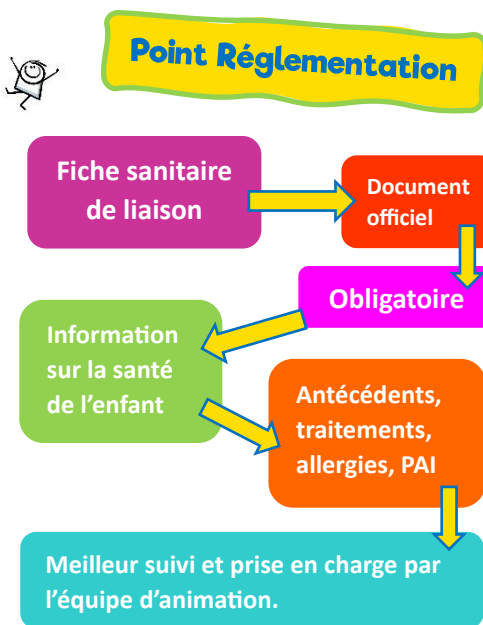 Point Réglementation
Fiche sanitaire
de liaison
Document
officiel
Obligatoire
Information
sur la santé
de l’enfant
Antécédents,
traitements,
allergies, PAI
Meilleur suivi et prise en charge par
l’équipe d’animation.